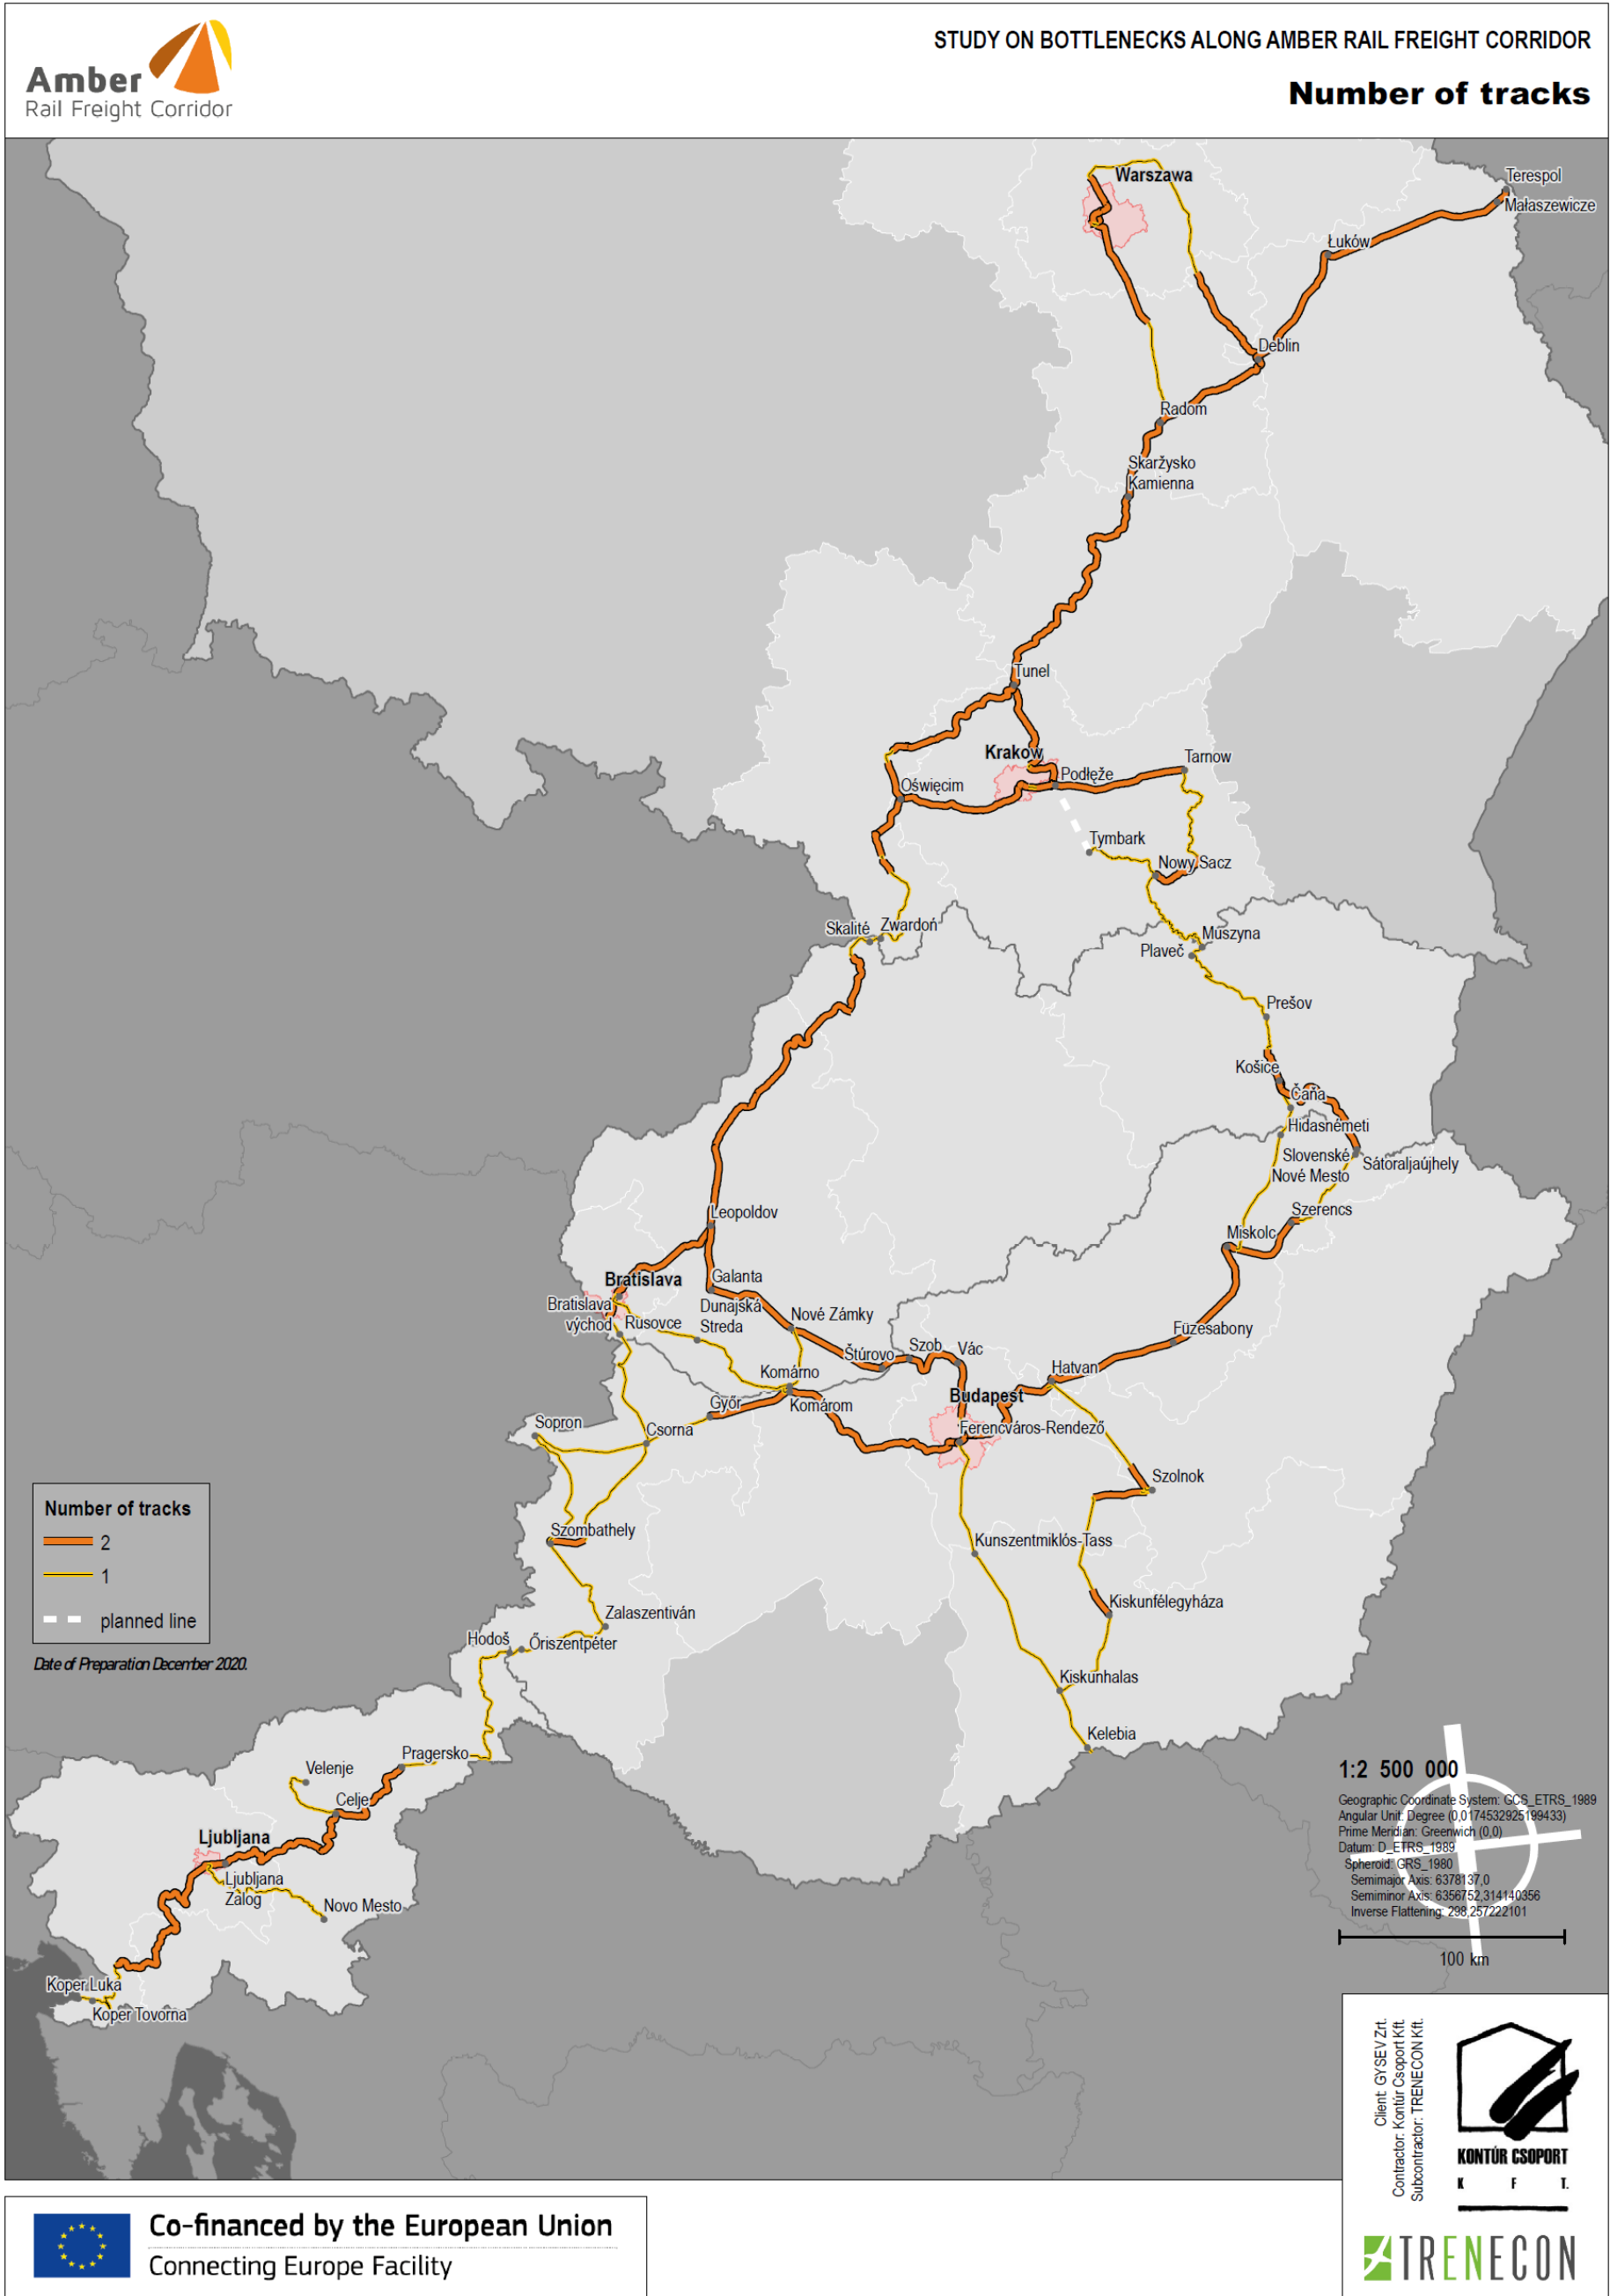 Amber
Rail Freight Corridor
STUDY ON BOTTLENECKS ALONG AMBER RAIL FREIGHT CORRIDOR
Number of tracks
Warszawa
Terespol
Małaszewicze
Łuków
Deblin
Radom
Skaržysko
Kamienna
Tunel
Krakow
Podłęže
Tarnow
Oświęcim
Tymbark
Nowy Sacz
Skalité
Zwardoń
Muszyna
Plaveč
Prešov
Košice
Čaňa
Hidasnémeti
Slovenské
Nové Mesto
Sátoraljaújhely
Szerencs
Miskolc
Leopoldov
Bratislava
Galanta
Bratislava
východ
Rusovce
Dunajská
Streda
Nové Zámky
Füzesabony
Štúrovo
Szob
Vác
Hatvan
Komárno
Budapest
Győr
Komárom
Ferencváros-Rendező
Sopron
Csorna
Szolnok
Szombathely
Kunszentmiklós-Tass
Kiskunfélegyháza
Zalaszentiván
Hodoš
Őriszentpéter
Kiskunhalas
Kelebia
Pragersko
Velenje
Celje
Ljubljana
Ljubljana
Zalog
Novo Mesto
Koper Luka
Koper Tovorna
Number of tracks
2
1
planned line
Date of Preparation December 2020.
1:2 500 000
Geographic Coordinate System: GCS_ETRS_1989
Angular Unit: Degree (0,0174532925199433)
Prime Meridian: Greenwich (0,0)
Datum: D_ETRS_1989
Spheroid: GRS_1980
Semimajor Axis: 6378137,0
Semiminor Axis: 6356752,314140356
Inverse Flattening: 298,257222101
100 km
Client: GYSEV Zrt.
Contractor: Kontúr Csoport Kft.
Subcontractor: TRENECON Kft.
KONTÚR CSOPORT
K F T.
TRENECON
Co-financed by the European Union
Connecting Europe Facility